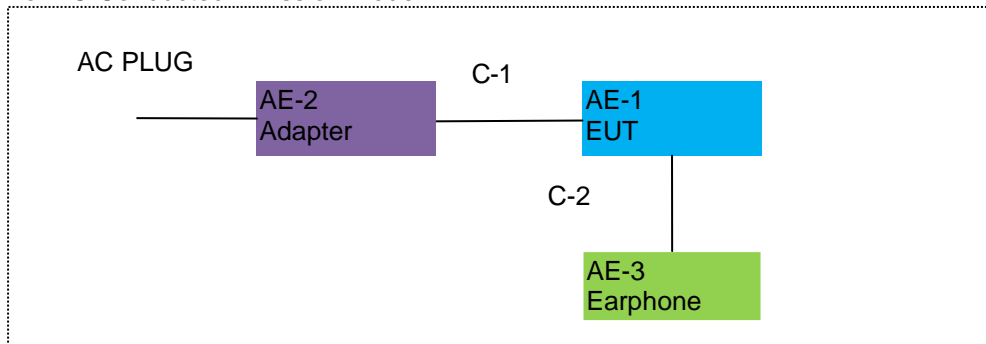 AC PLUG
C-1
AE-2
Adapter
AE-1
EUT
C-2
AE-3
Earphone